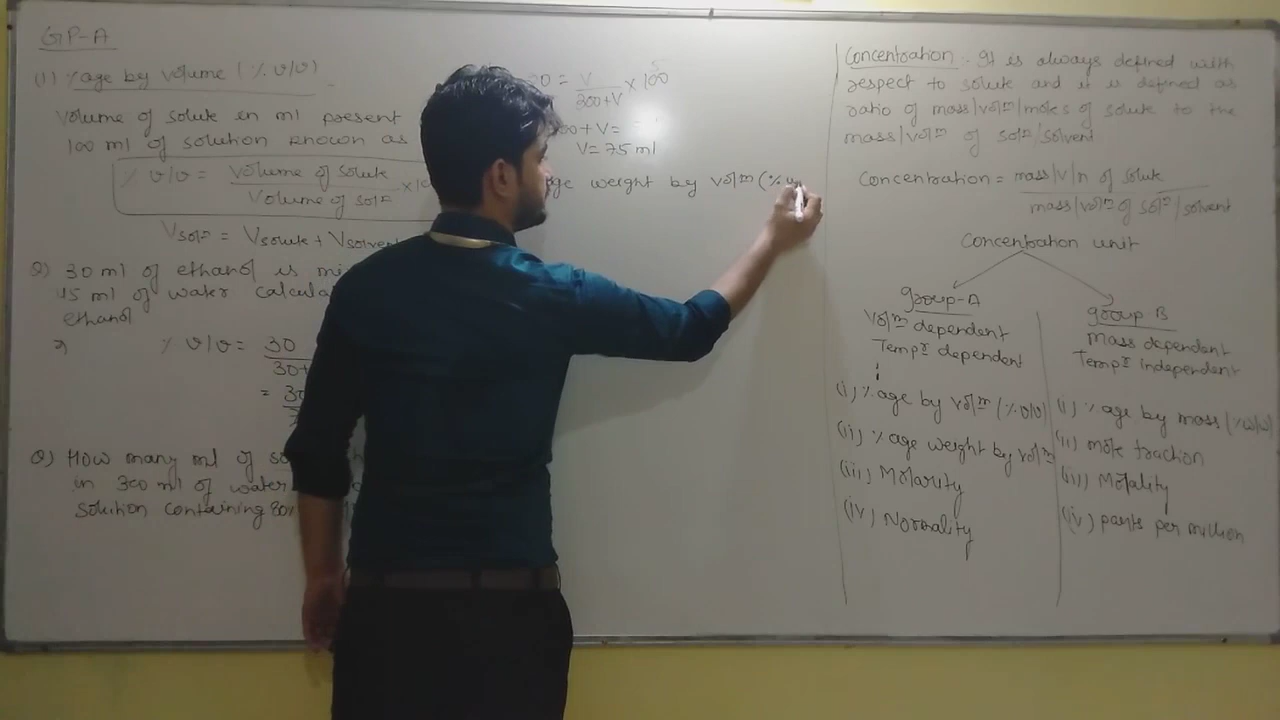 GP-A
(1) %age by volume (% v/v)
Volume of solute in ml present
100 ml of solution known as
% v/v = Volume of solute
Volume of solⁿ
Vsolⁿ = Vsolute + Vsolvent
Q) 30 ml of ethanol is
45 ml of water
ethanol
% v/v = 30
30+
= 30
Q) How many ml of
in 300 ml of water
solution containing
= V × 100
300+V
+ V =
V = 75 ml
age weight by volᵐ (%
Concentration :- It is always defined with
respect to solute and it is defined as
ratio of mass/volᵐ/moles of solute to the
mass/volᵐ of solⁿ/solvent
Concentration = mass/V/n of solute
mass/volᵐ of solⁿ/solvent
Concentration unit
group-A
Volᵐ dependent
Tempʳ dependent
(i) %age by volᵐ (% v/v)
(ii) %age weight by volᵐ
(iii) Molarity
(iv) Normality
group B
Mass dependent
Tempʳ independent
(i) %age by mass (% w/w)
(ii) mole fraction
(iii) Molality
(iv) parts per million